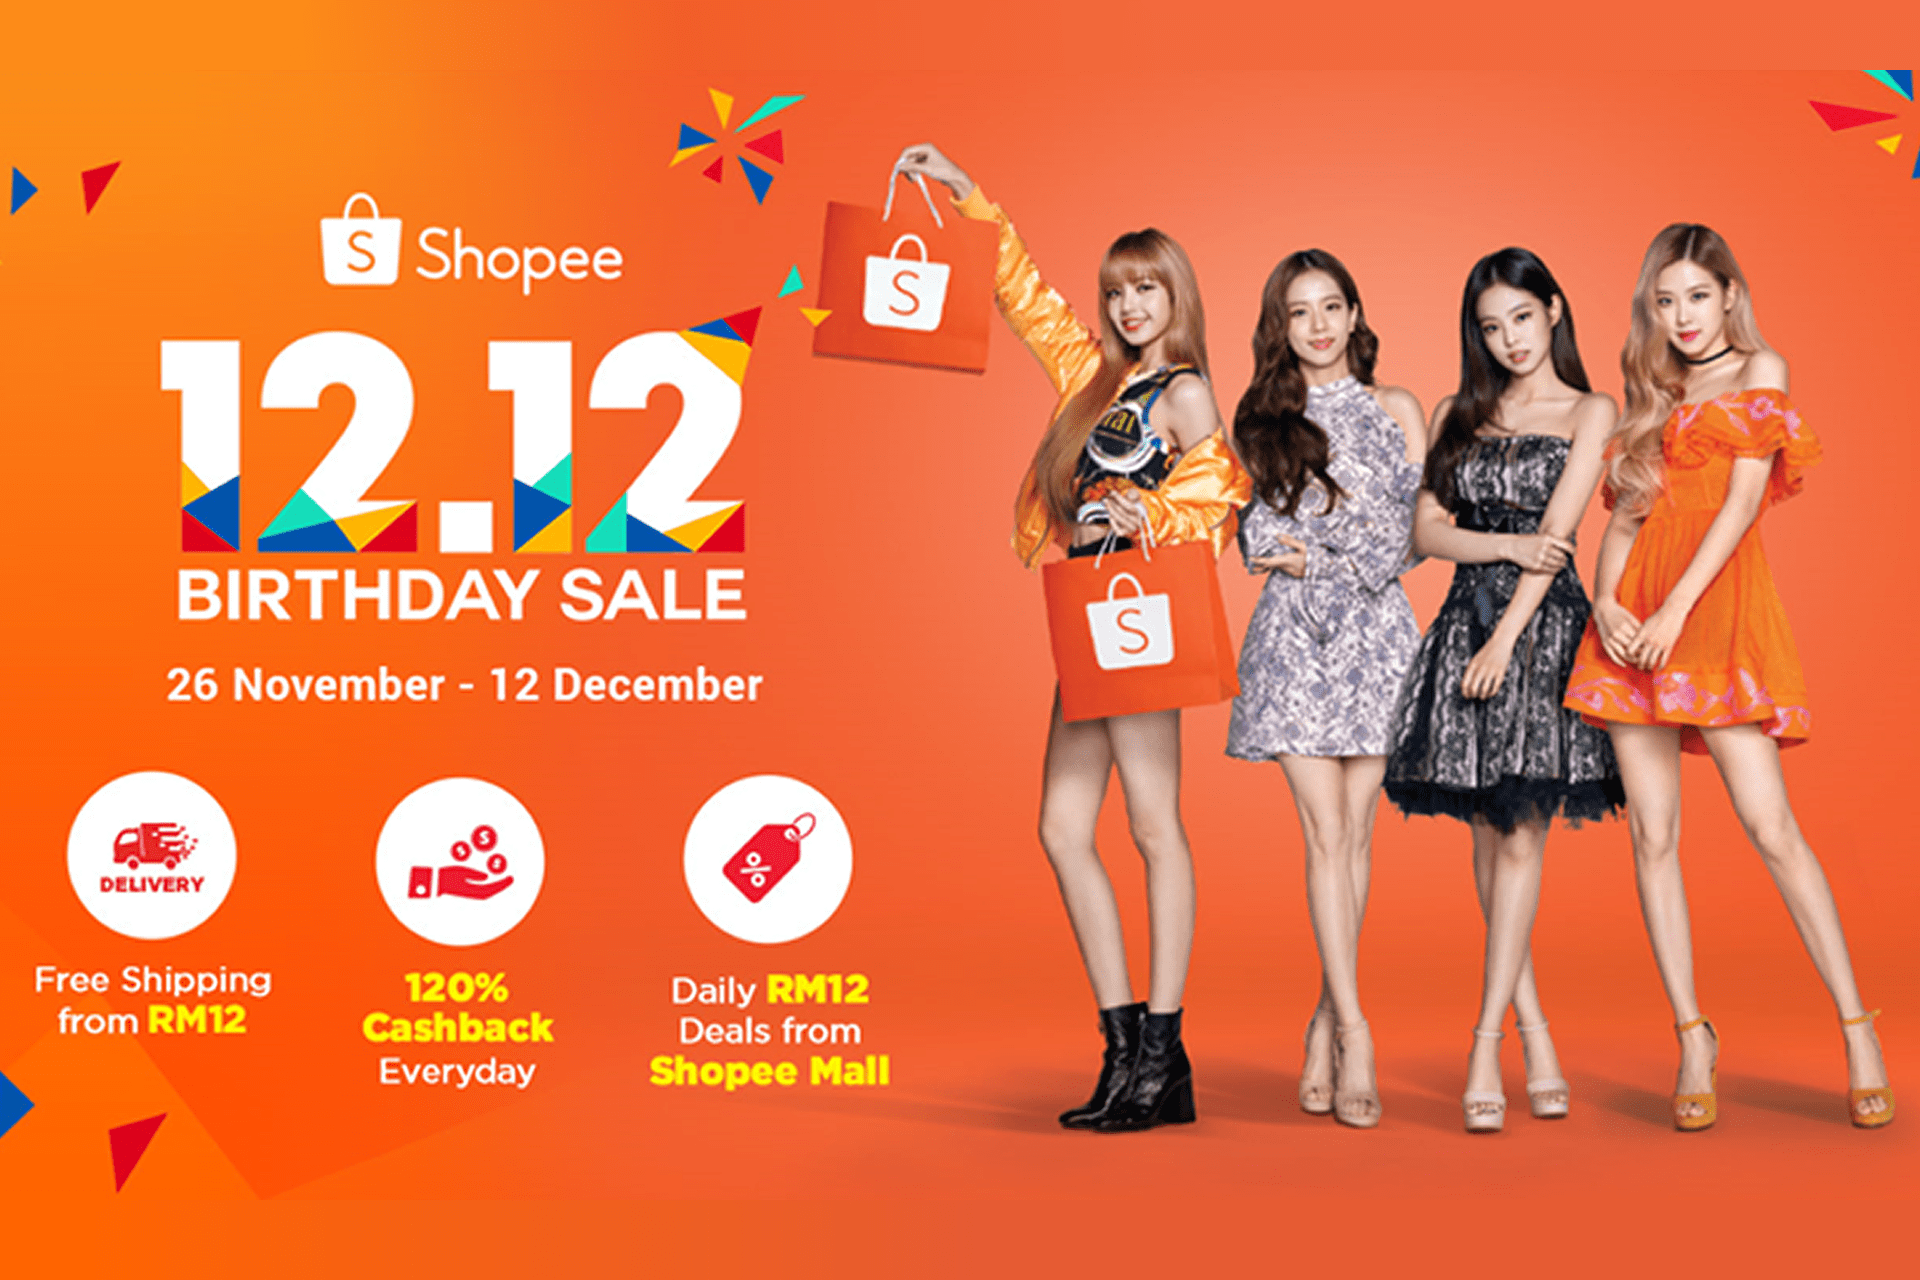 S Shopee
12.12
BIRTHDAY SALE
26 November - 12 December
DELIVERY
Free Shipping
from RM12
120%
Cashback
Everyday
Daily RM12
Deals from
Shopee Mall
S
S